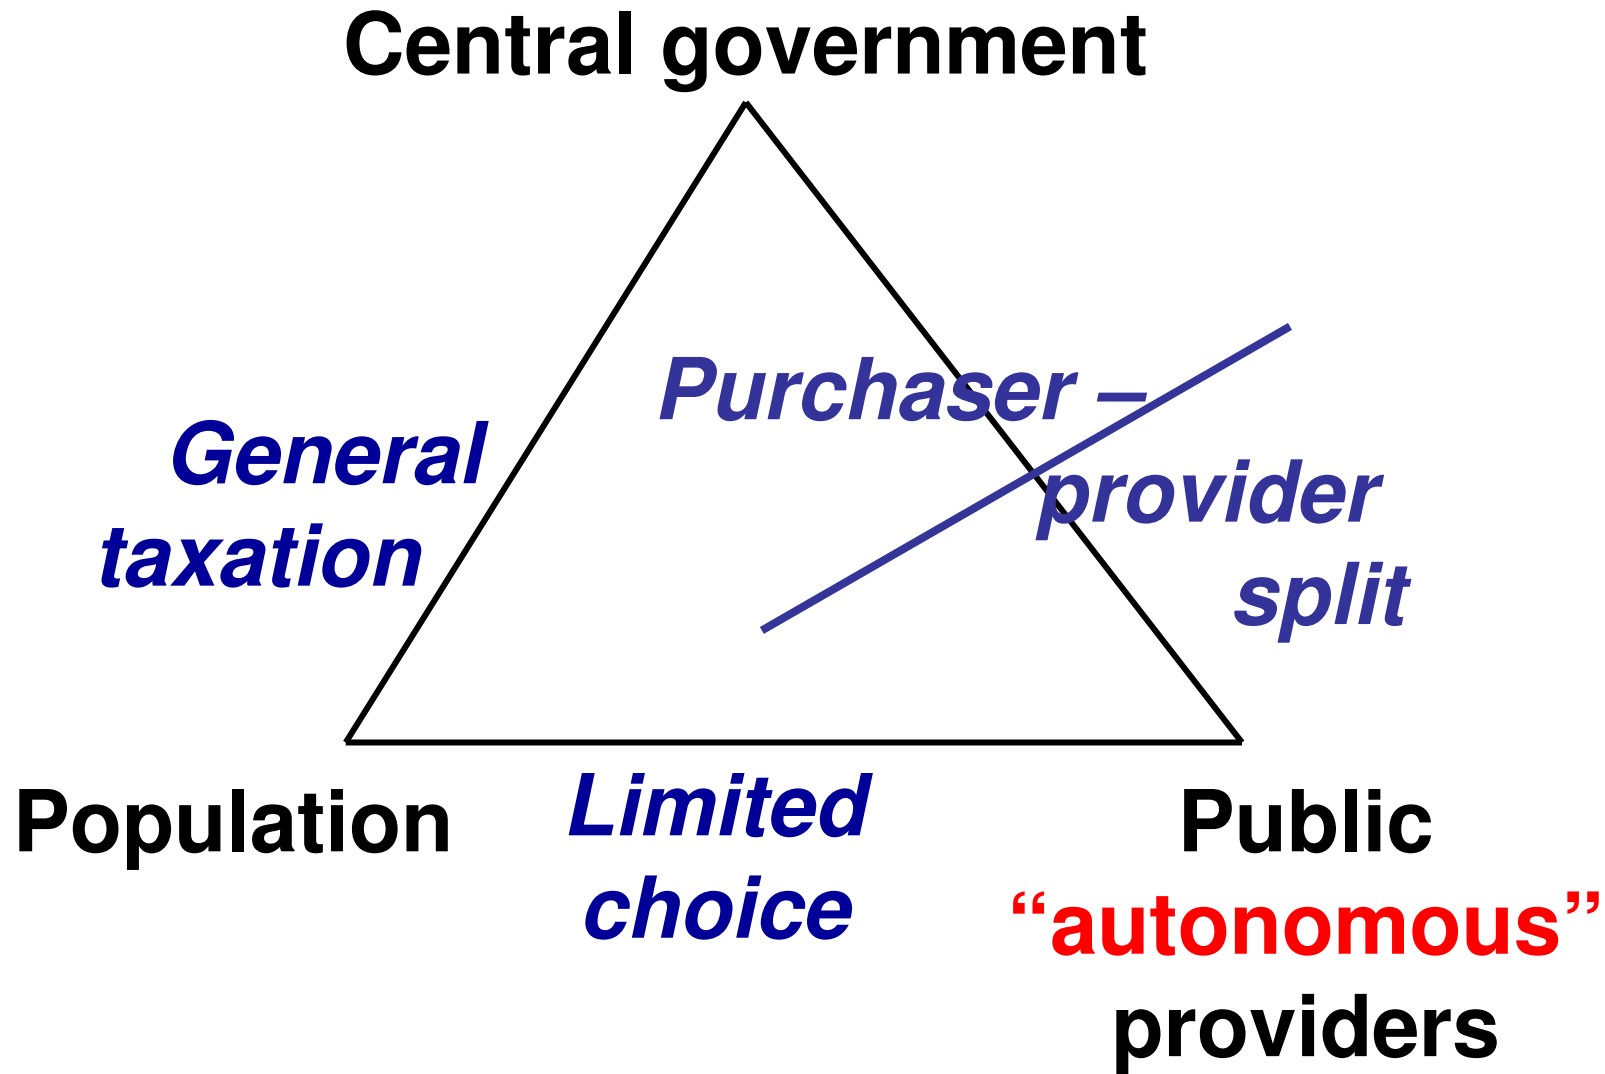 Central government
Purchaser –
provider
split
General
taxation
Population
Limited
choice
Public
“autonomous”
providers